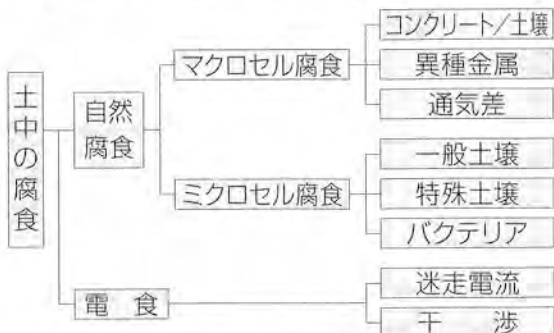 土中の腐食
自然
腐食
電 食
マクロセル腐食
ミクロセル腐食
コンクリート/土壌
異種金属
通気差
一般土壌
特殊土壌
バクテリア
迷走電流
干 渉